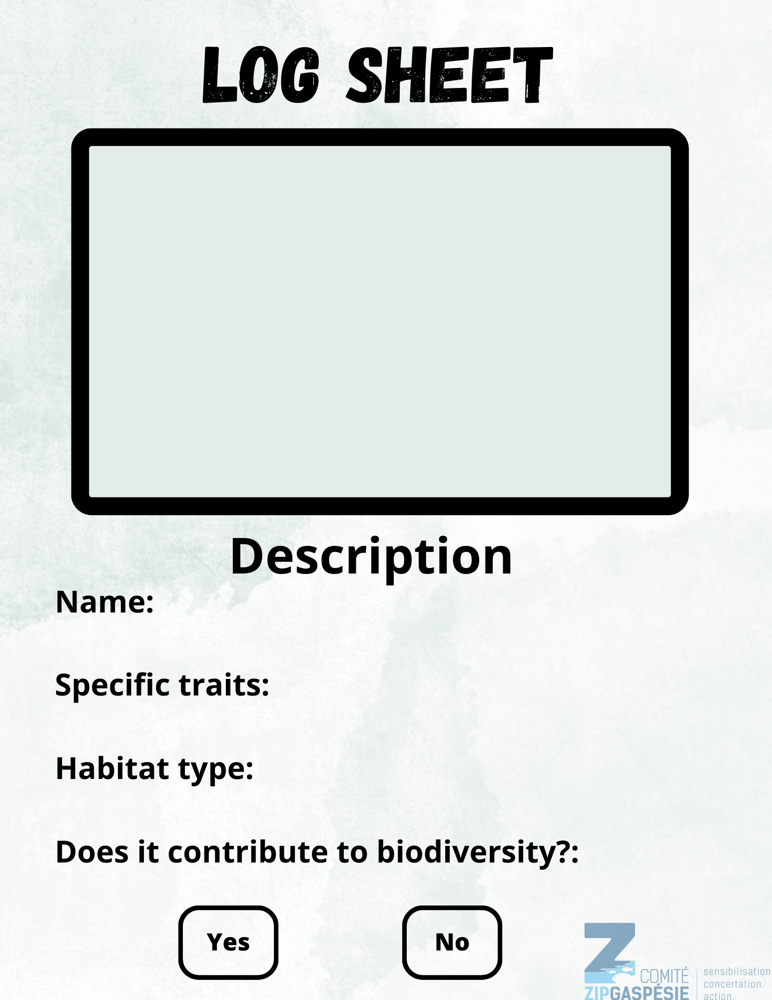 LOG SHEET
Description
Name:
Specific traits:
Habitat type:
Does it contribute to biodiversity?:
Yes
No
Z
COMITÉ
ZIPGASPÉSIE
sensibilisation
concertation.
action.